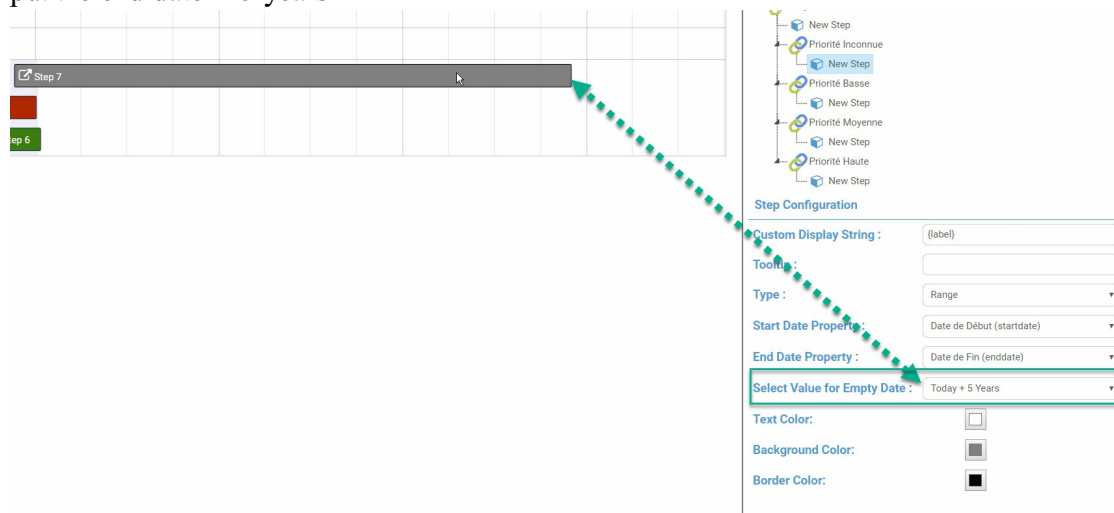 New Step
Priorité Inconnue
New Step
Step 7
Priorité Basse
New Step
Priorité Moyenne
ep 6
New Step
Priorité Haute
New Step
Step Configuration
Custom Display String :
{label}
Tooltip :
Type :
Range
Start Date Property :
Date de Début (startdate)
End Date Property :
Date de Fin (enddate)
Select Value for Empty Date :
Today + 5 Years
Text Color:
Background Color:
Border Color: